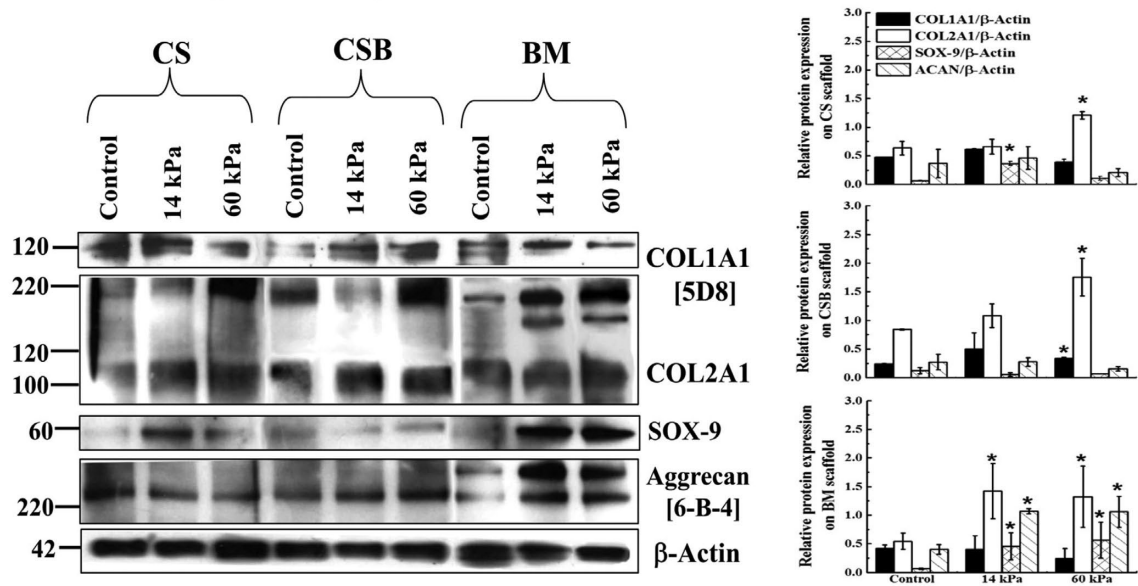 CS CSB BM
Control 14 kPa 60 kPa Control 14 kPa 60 kPa Control 14 kPa 60 kPa
120 COL1A1
[5D8]
220
120
100 COL2A1
60 SOX-9
Aggrecan
[6-B-4]
220
42 β-Actin
Relative protein expression
on CS scaffold
3.0
2.5
2.0
1.5
1.0
0.5
0.0
COL1A1/β-Actin
COL2A1/β-Actin
SOX-9/β-Actin
ACAN/β-Actin
* *
Relative protein expression
on CSB scaffold
3.0
2.5
2.0
1.5
1.0
0.5
0.0
* *
Relative protein expression
on BM scaffold
3.0
2.5
2.0
1.5
1.0
0.5
0.0
* * * * * *
Control 14 kPa 60 kPa